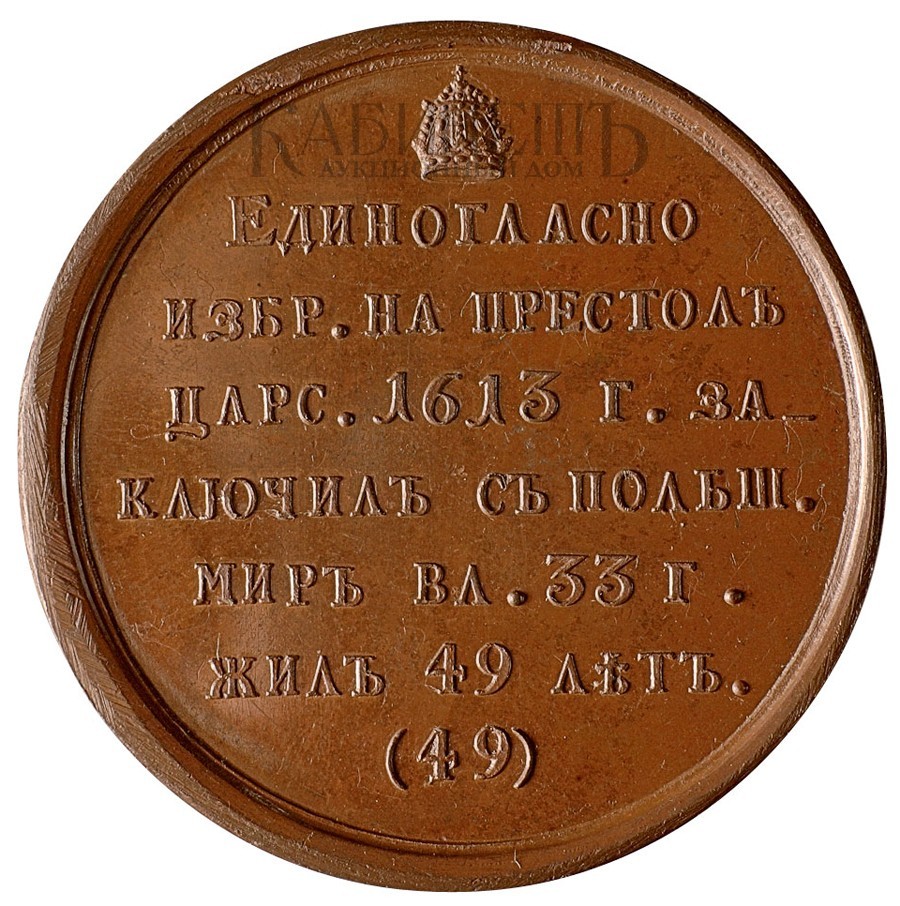 КАБИНЕТЪ
АУКЦИОННЫЙ ДОМ
ЕДИНОГЛАСНО
ИЗБР. НА ПРЕСТОЛЪ
ЦАРС. 1613 Г. ЗА_
КЛЮЧИЛЪ СЪ ПОЛЬШ.
МИРЪ ВЛ. 33 Г.
ЖИЛЪ 49 ЛѢТЪ.
(49)